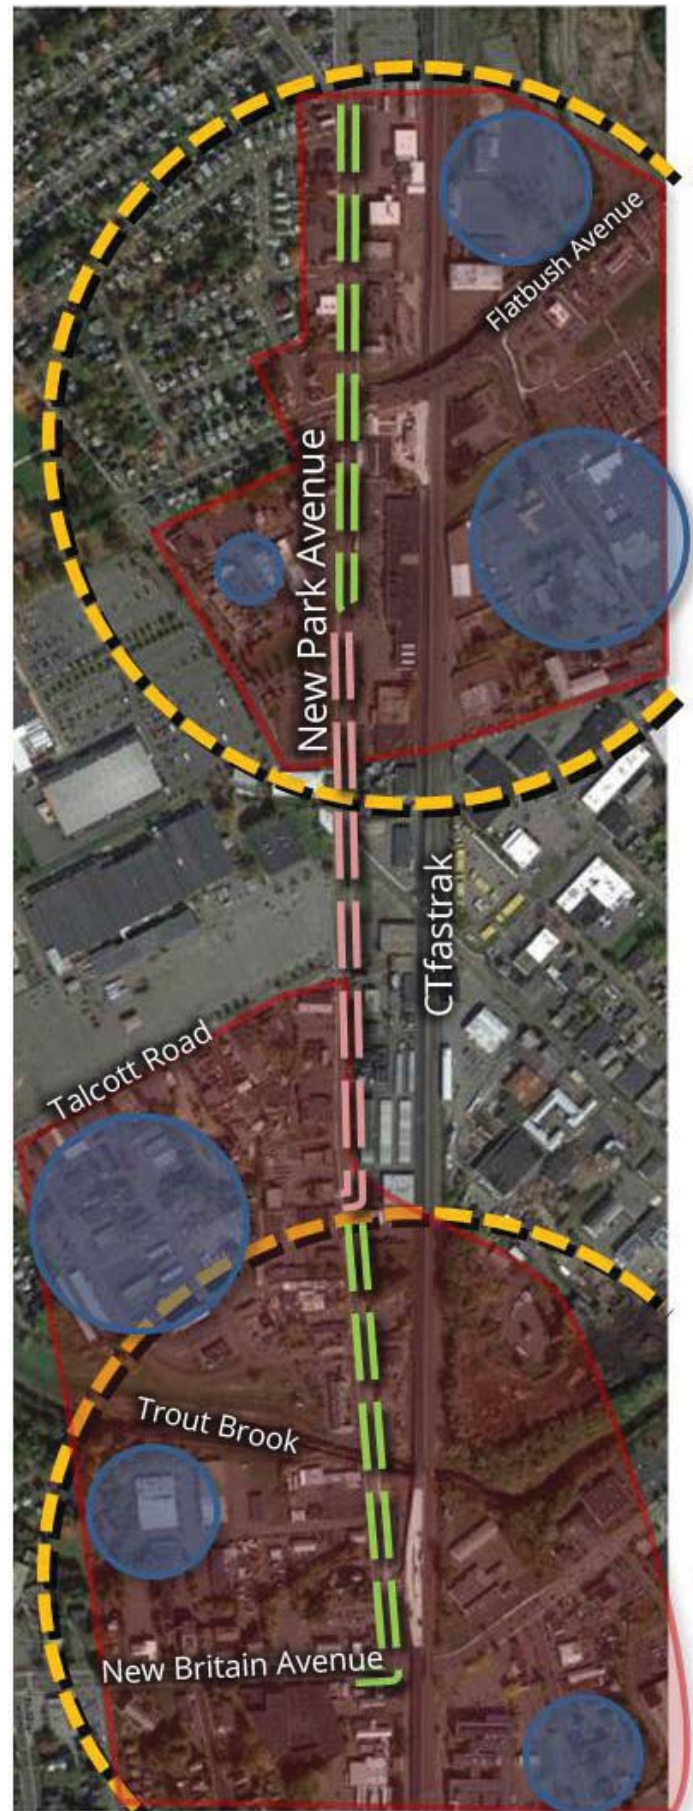 Flatbush Avenue
New Park Avenue
CTfastrak
Talcott Road
Trout Brook
New Britain Avenue